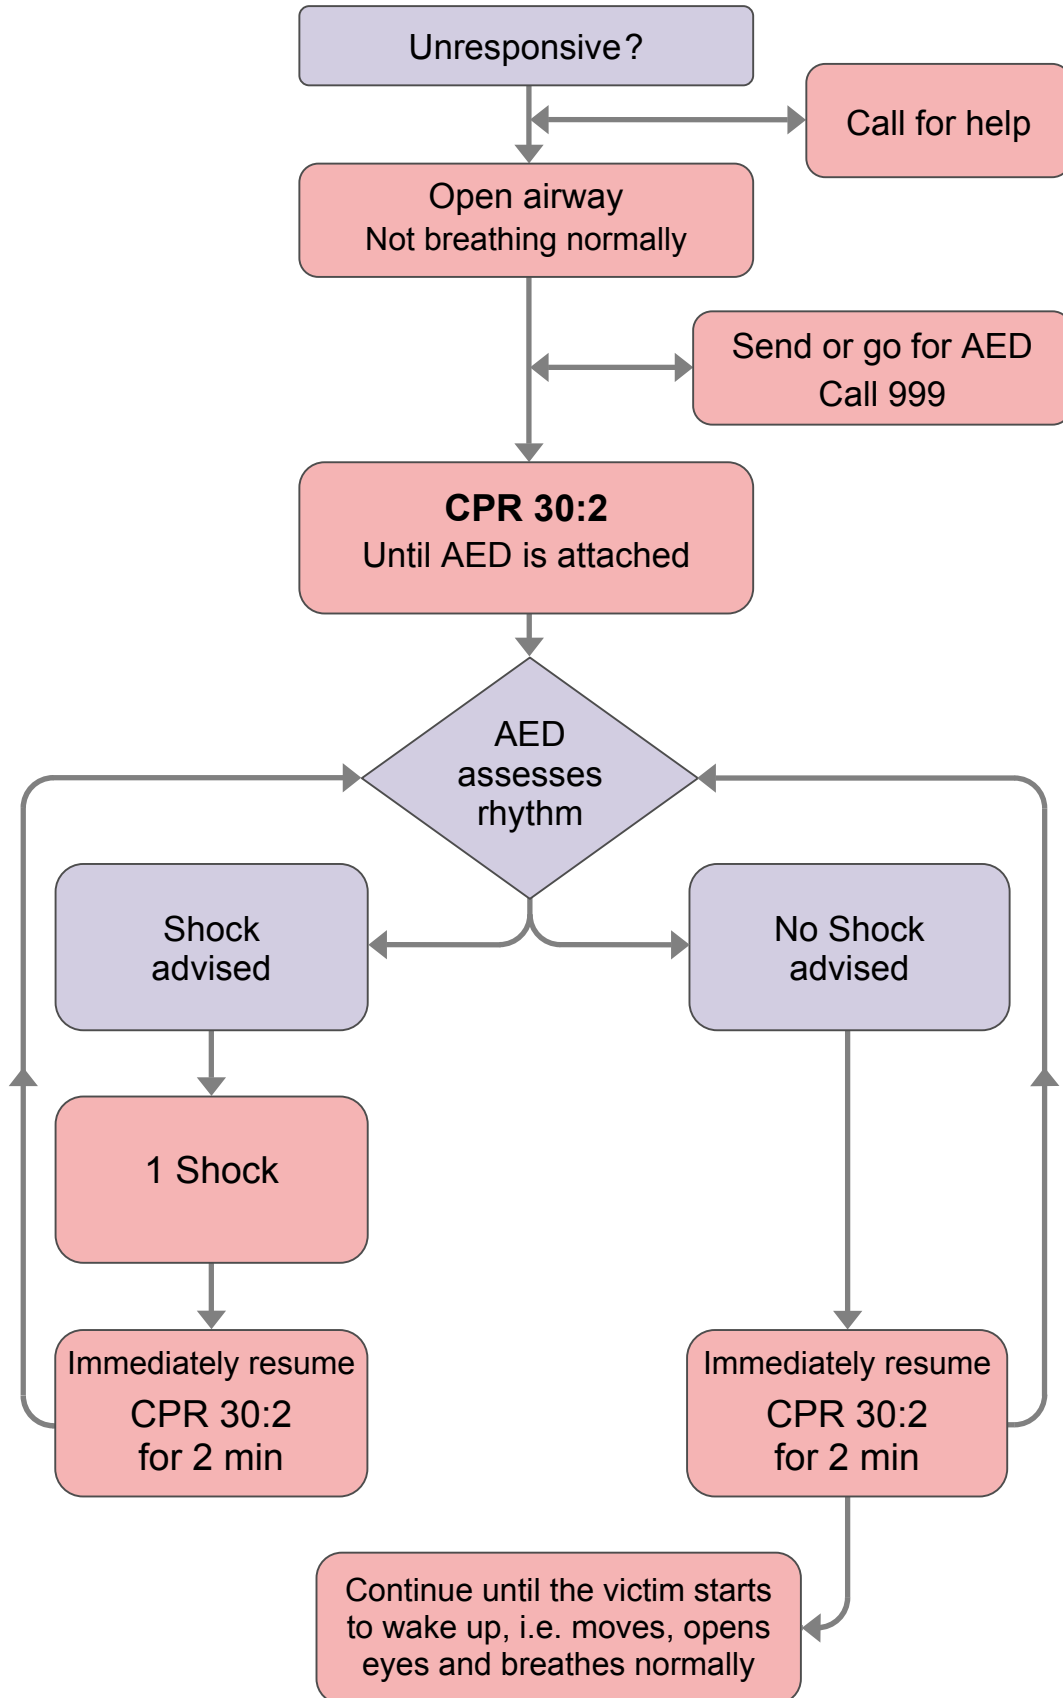 Unresponsive?
Call for help
Open airway
Not breathing normally
Send or go for AED
Call 999
CPR 30:2
Until AED is attached
AED
assesses
rhythm
Shock
advised
No Shock
advised
1 Shock
Immediately resume
CPR 30:2
for 2 min
Immediately resume
CPR 30:2
for 2 min
Continue until the victim starts
to wake up, i.e. moves, opens
eyes and breathes normally